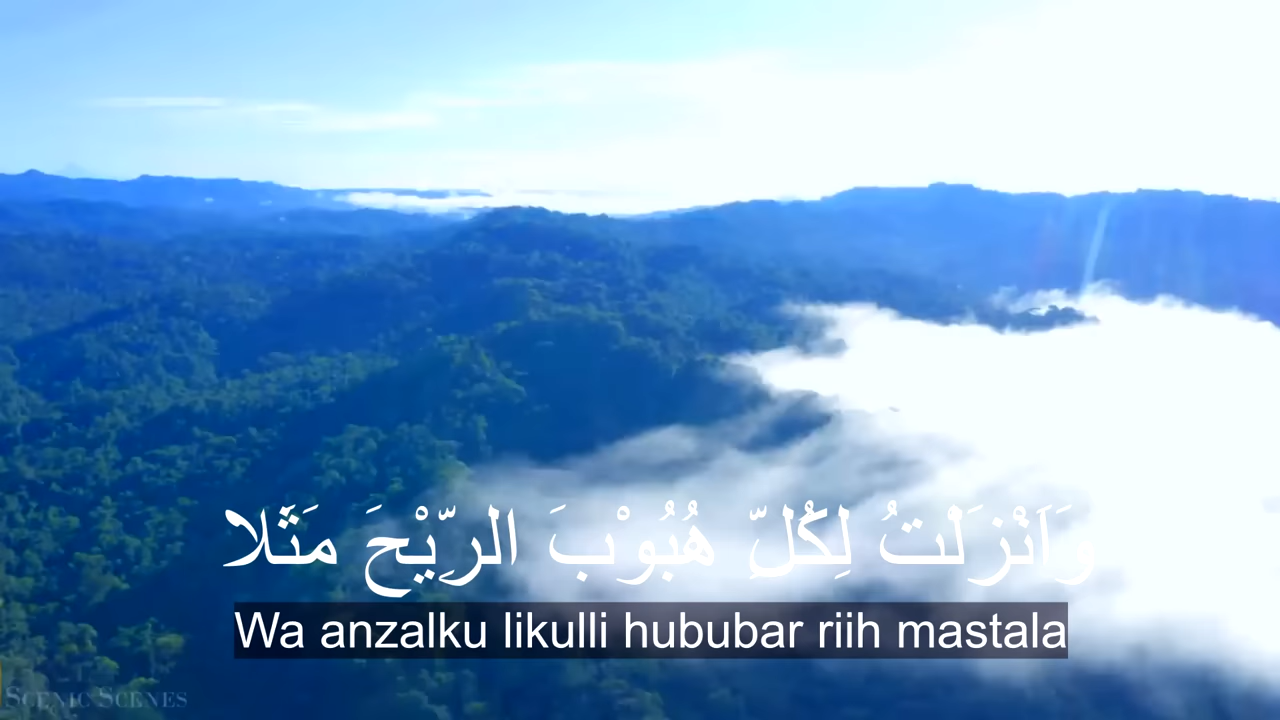 وَاَنْزَلْتُ لِكُلِّ هُبُوْبَ الرِّيْحَ مَثَلا
Wa anzalku likulli hububar riih mastala
SCENIC SCENES